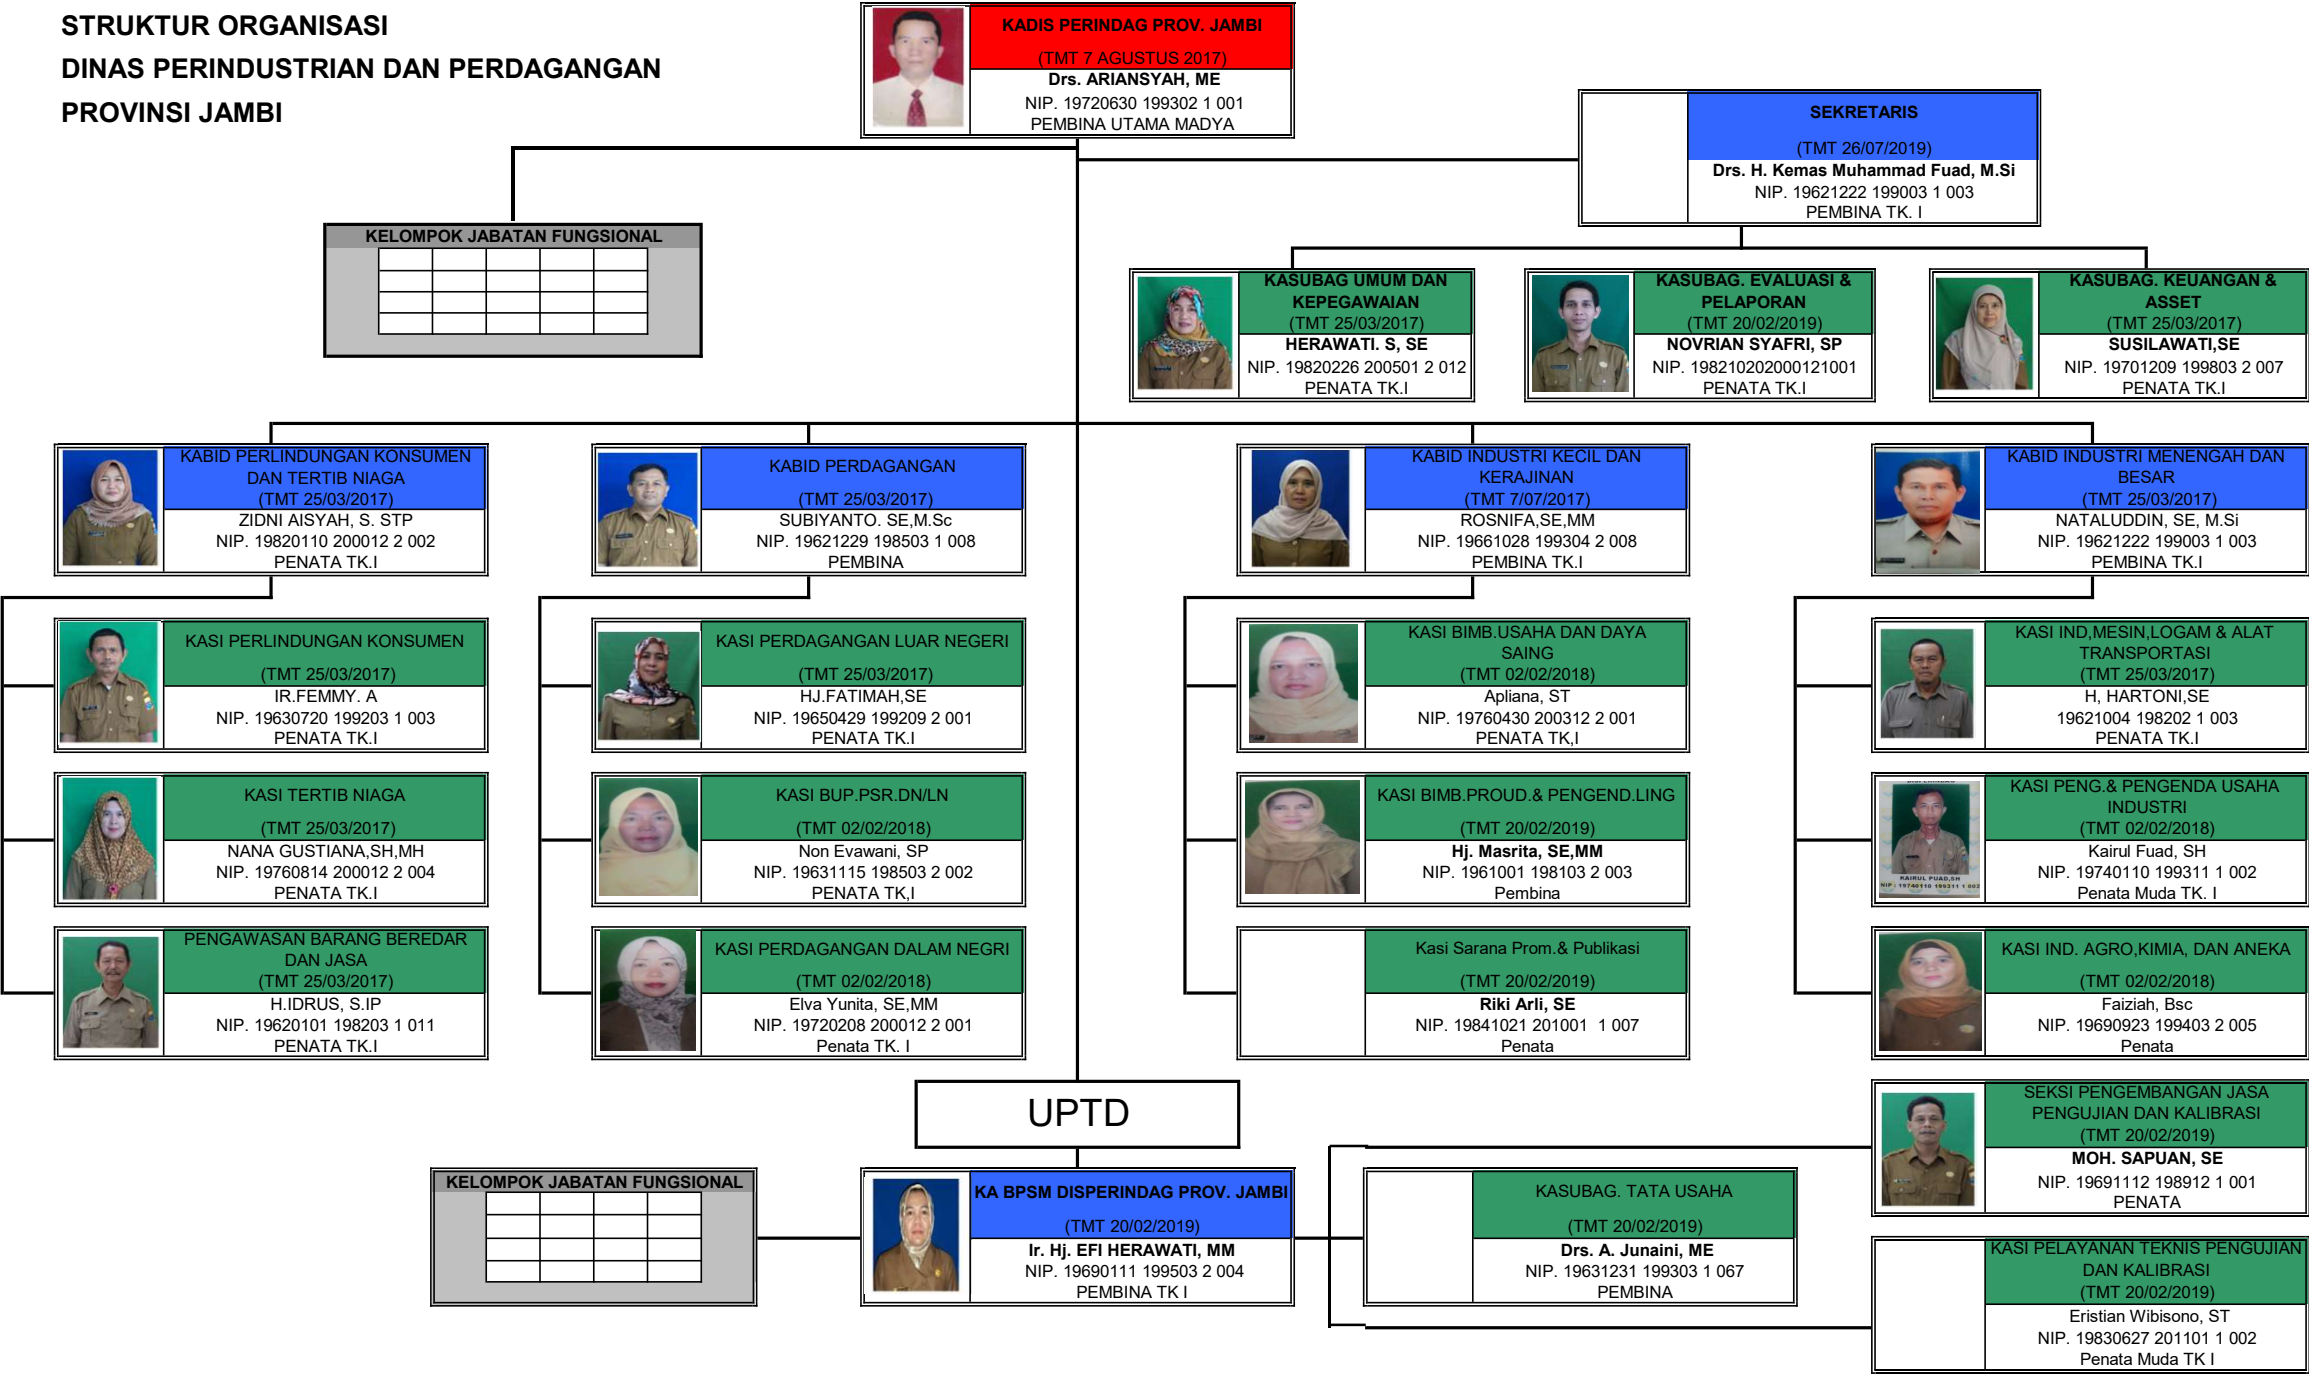 STRUKTUR ORGANISASI
DINAS PERINDUSTRIAN DAN PERDAGANGAN
PROVINSI JAMBI
KADIS PERINDAG PROV. JAMBI
(TMT 7 AGUSTUS 2017)
Drs. ARIANSYAH, ME
NIP. 19720630 199302 1 001
PEMBINA UTAMA MADYA
SEKRETARIS
(TMT 26/07/2019)
Drs. H. Kemas Muhammad Fuad, M.Si
NIP. 19621222 199003 1 003
PEMBINA TK. I
KELOMPOK JABATAN FUNGSIONAL
KASUBAG UMUM DAN
KEPEGAWAIAN
(TMT 25/03/2017)
HERAWATI. S, SE
NIP. 19820226 200501 2 012
PENATA TK.I
KASUBAG. EVALUASI &
PELAPORAN
(TMT 20/02/2019)
NOVRIAN SYAFRI, SP
NIP. 198210202000121001
PENATA TK.I
KASUBAG. KEUANGAN &
ASSET
(TMT 25/03/2017)
SUSILAWATI,SE
NIP. 19701209 199803 2 007
PENATA TK.I
KABID PERLINDUNGAN KONSUMEN
DAN TERTIB NIAGA
(TMT 25/03/2017)
ZIDNI AISYAH, S. STP
NIP. 19820110 200012 2 002
PENATA TK.I
KABID PERDAGANGAN
(TMT 25/03/2017)
SUBIYANTO. SE,M.Sc
NIP. 19621229 198503 1 008
PEMBINA
KABID INDUSTRI KECIL DAN
KERAJINAN
(TMT 7/07/2017)
ROSNIFA,SE,MM
NIP. 19661028 199304 2 008
PEMBINA TK.I
KABID INDUSTRI MENENGAH DAN
BESAR
(TMT 25/03/2017)
NATALUDDIN, SE, M.Si
NIP. 19621222 199003 1 003
PEMBINA TK.I
KASI PERLINDUNGAN KONSUMEN
(TMT 25/03/2017)
IR.FEMMY. A
NIP. 19630720 199203 1 003
PENATA TK.I
KASI PERDAGANGAN LUAR NEGERI
(TMT 25/03/2017)
HJ.FATIMAH,SE
NIP. 19650429 199209 2 001
PENATA TK.I
KASI BIMB.USAHA DAN DAYA
SAING
(TMT 02/02/2018)
Apliana, ST
NIP. 19760430 200312 2 001
PENATA TK,I
KASI IND,MESIN,LOGAM & ALAT
TRANSPORTASI
(TMT 25/03/2017)
H, HARTONI,SE
19621004 198202 1 003
PENATA TK.I
KASI TERTIB NIAGA
(TMT 25/03/2017)
NANA GUSTIANA,SH,MH
NIP. 19760814 200012 2 004
PENATA TK.I
KASI BUP.PSR.DN/LN
(TMT 02/02/2018)
Non Evawani, SP
NIP. 19631115 198503 2 002
PENATA TK,I
KASI BIMB.PROUD.& PENGEND.LING
(TMT 20/02/2019)
Hj. Masrita, SE,MM
NIP. 1961001 198103 2 003
Pembina
KASI PENG.& PENGENDA USAHA
INDUSTRI
(TMT 02/02/2018)
Kairul Fuad, SH
NIP. 19740110 199311 1 002
Penata Muda TK. I
KAIRUL PUAD,SH
NIP : 19740110 199311 1 002
PENGAWASAN BARANG BEREDAR
DAN JASA
(TMT 25/03/2017)
H.IDRUS, S.IP
NIP. 19620101 198203 1 011
PENATA TK.I
KASI PERDAGANGAN DALAM NEGRI
(TMT 02/02/2018)
Elva Yunita, SE,MM
NIP. 19720208 200012 2 001
Penata TK. I
Kasi Sarana Prom.& Publikasi
(TMT 20/02/2019)
Riki Arli, SE
NIP. 19841021 201001 1 007
Penata
KASI IND. AGRO,KIMIA, DAN ANEKA
(TMT 02/02/2018)
Faiziah, Bsc
NIP. 19690923 199403 2 005
Penata
UPTD
SEKSI PENGEMBANGAN JASA
PENGUJIAN DAN KALIBRASI
(TMT 20/02/2019)
MOH. SAPUAN, SE
NIP. 19691112 198912 1 001
PENATA
KELOMPOK JABATAN FUNGSIONAL
KA BPSM DISPERINDAG PROV. JAMBI
(TMT 20/02/2019)
Ir. Hj. EFI HERAWATI, MM
NIP. 19690111 199503 2 004
PEMBINA TK I
KASUBAG. TATA USAHA
(TMT 20/02/2019)
Drs. A. Junaini, ME
NIP. 19631231 199303 1 067
PEMBINA
KASI PELAYANAN TEKNIS PENGUJIAN
DAN KALIBRASI
(TMT 20/02/2019)
Eristian Wibisono, ST
NIP. 19830627 201101 1 002
Penata Muda TK I